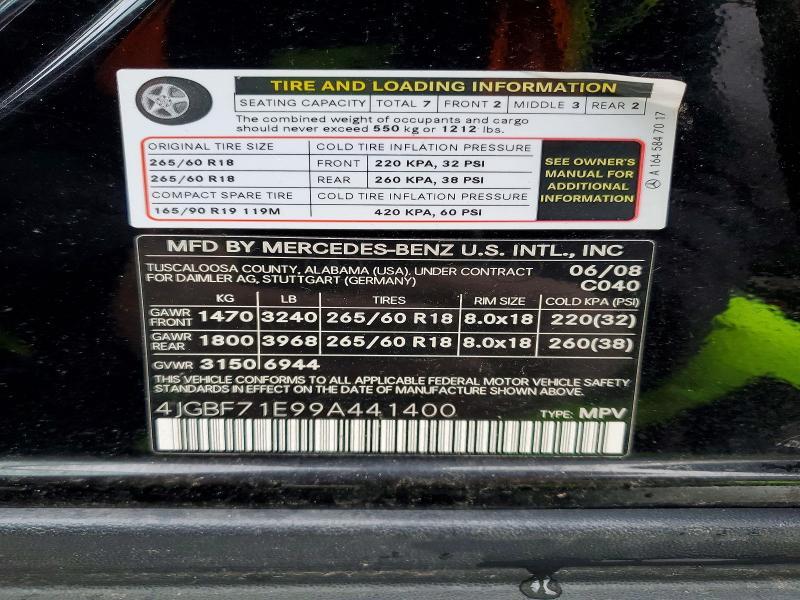 TIRE AND LOADING INFORMATION
SEATING CAPACITY TOTAL 7 FRONT 2 MIDDLE 3 REAR 2
The combined weight of occupants and cargo
should never exceed 550 kg or 1212 lbs.
ORIGINAL TIRE SIZE COLD TIRE INFLATION PRESSURE
265/60 R18 FRONT 220 KPA, 32 PSI
265/60 R18 REAR 260 KPA, 38 PSI
COMPACT SPARE TIRE COLD TIRE INFLATION PRESSURE
165/90 R19 119M 420 KPA, 60 PSI
SEE OWNER'S
MANUAL FOR
ADDITIONAL
INFORMATION
A 164 584 70 17
MFD BY MERCEDES-BENZ U.S. INTL., INC
TUSCALOOSA COUNTY, ALABAMA (USA), UNDER CONTRACT 06/08
FOR DAIMLER AG, STUTTGART (GERMANY) C040
KG LB TIRES RIM SIZE COLD KPA (PSI)
GAWR FRONT 1470 3240 265/60 R18 8.0x18 220(32)
GAWR REAR 1800 3968 265/60 R18 8.0x18 260(38)
GVWR 3150 6944
THIS VEHICLE CONFORMS TO ALL APPLICABLE FEDERAL MOTOR VEHICLE SAFETY
STANDARDS IN EFFECT ON THE DATE OF MANUFACTURE SHOWN ABOVE.
4JGBF71E99A441400 TYPE: MPV